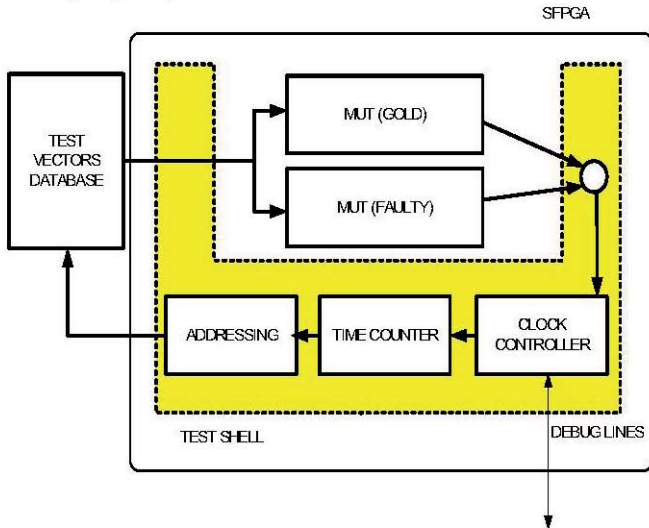 SFPGA
TEST
VECTORS
DATABASE
MUT (GOLD)
MUT (FAULTY)
ADDRESSING
TIME COUNTER
CLOCK
CONTROLLER
TEST SHELL
DEBUG LINES